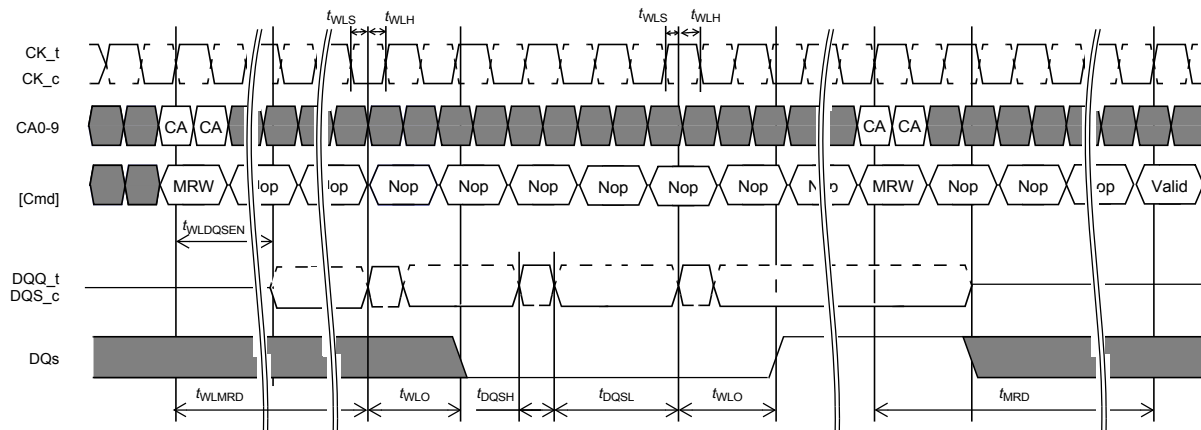 tWLS tWLH tWLS tWLH
CK_t
CK_c
CA0-9 CA CA CA CA
[Cmd] MRW Nop Nop Nop Nop Nop Nop Nop MRW Nop Nop Valid
tWLDQSEN
DQQ_t
DQS_c
DQs
tWLMRD tWLO tDQSH tDQSL tWLO tMRD